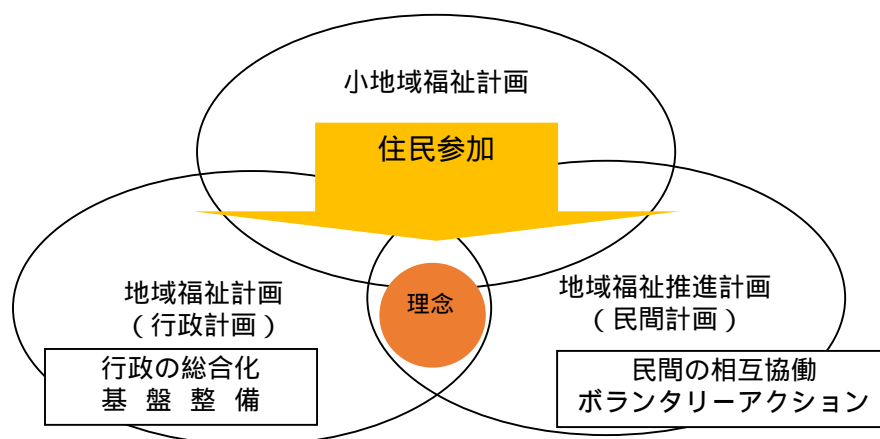 小地域福祉計画
住民参加
理念
地域福祉計画
（行政計画）
行政の総合化
基 盤 整 備
地域福祉推進計画
（民間計画）
民間の相互協働
ボランタリーアクション